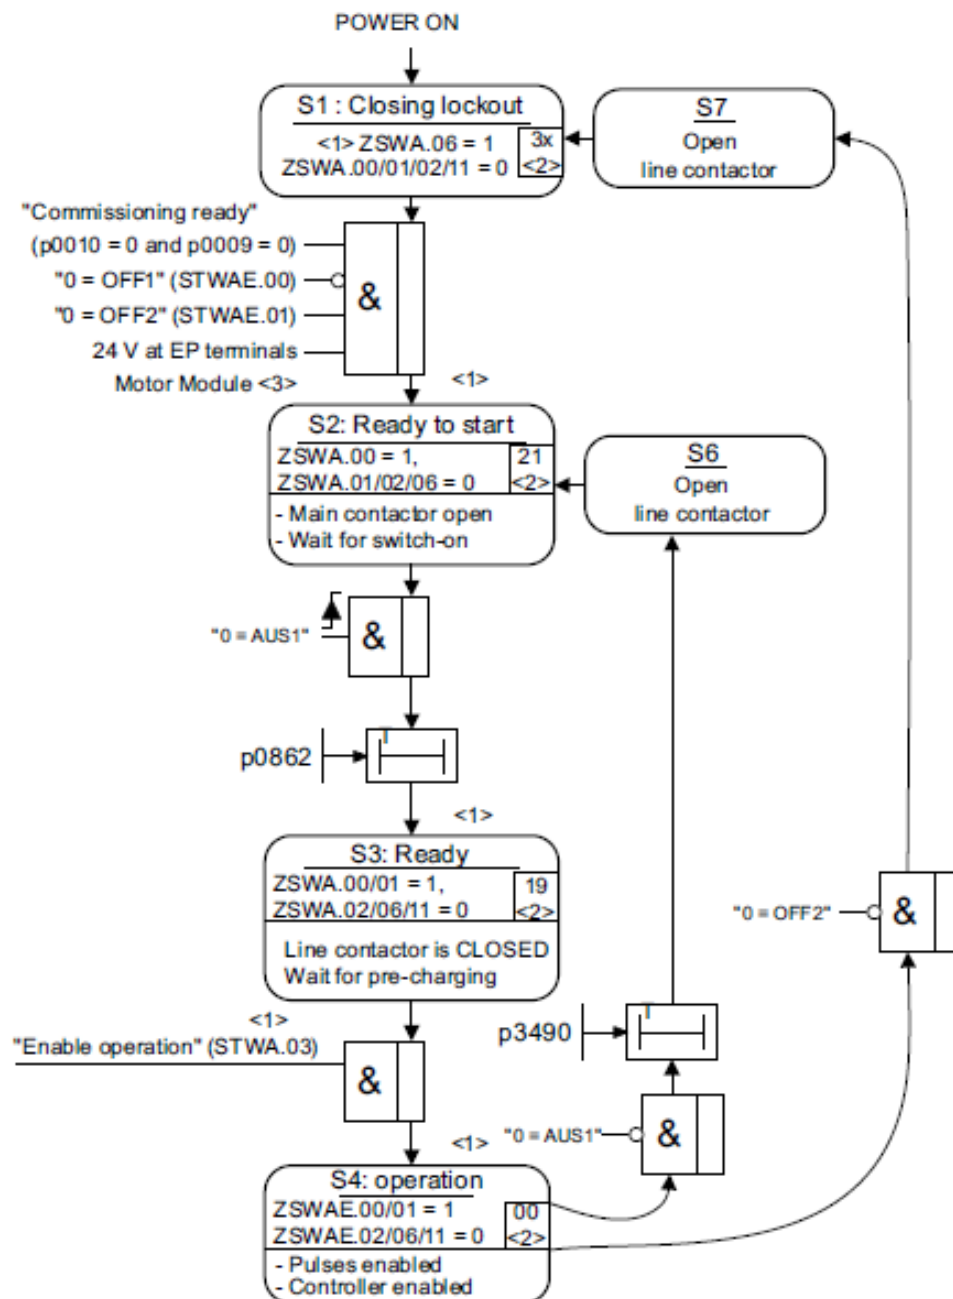 POWER ON
S1 : Closing lockout
<1> ZSWA.06 = 1
ZSWA.00/01/02/11 = 0
3x
<2>
S7
Open
line contactor
"Commissioning ready"
(p0010 = 0 and p0009 = 0)
"0 = OFF1" (STWAE.00)
"0 = OFF2" (STWAE.01)
24 V at EP terminals
Motor Module <3>
&
<1>
S2: Ready to start
ZSWA.00 = 1,
ZSWA.01/02/06 = 0
21
<2>
- Main contactor open
- Wait for switch-on
S6
Open
line contactor
"0 = AUS1"
&
p0862
T
<1>
S3: Ready
ZSWA.00/01 = 1,
ZSWA.02/06/11 = 0
19
<2>
Line contactor is CLOSED
Wait for pre-charging
"0 = OFF2"
&
<1>
"Enable operation" (STWA.03)
&
p3490
T
"0 = AUS1"
&
<1>
S4: operation
ZSWAE.00/01 = 1
ZSWAE.02/06/11 = 0
00
<2>
- Pulses enabled
- Controller enabled